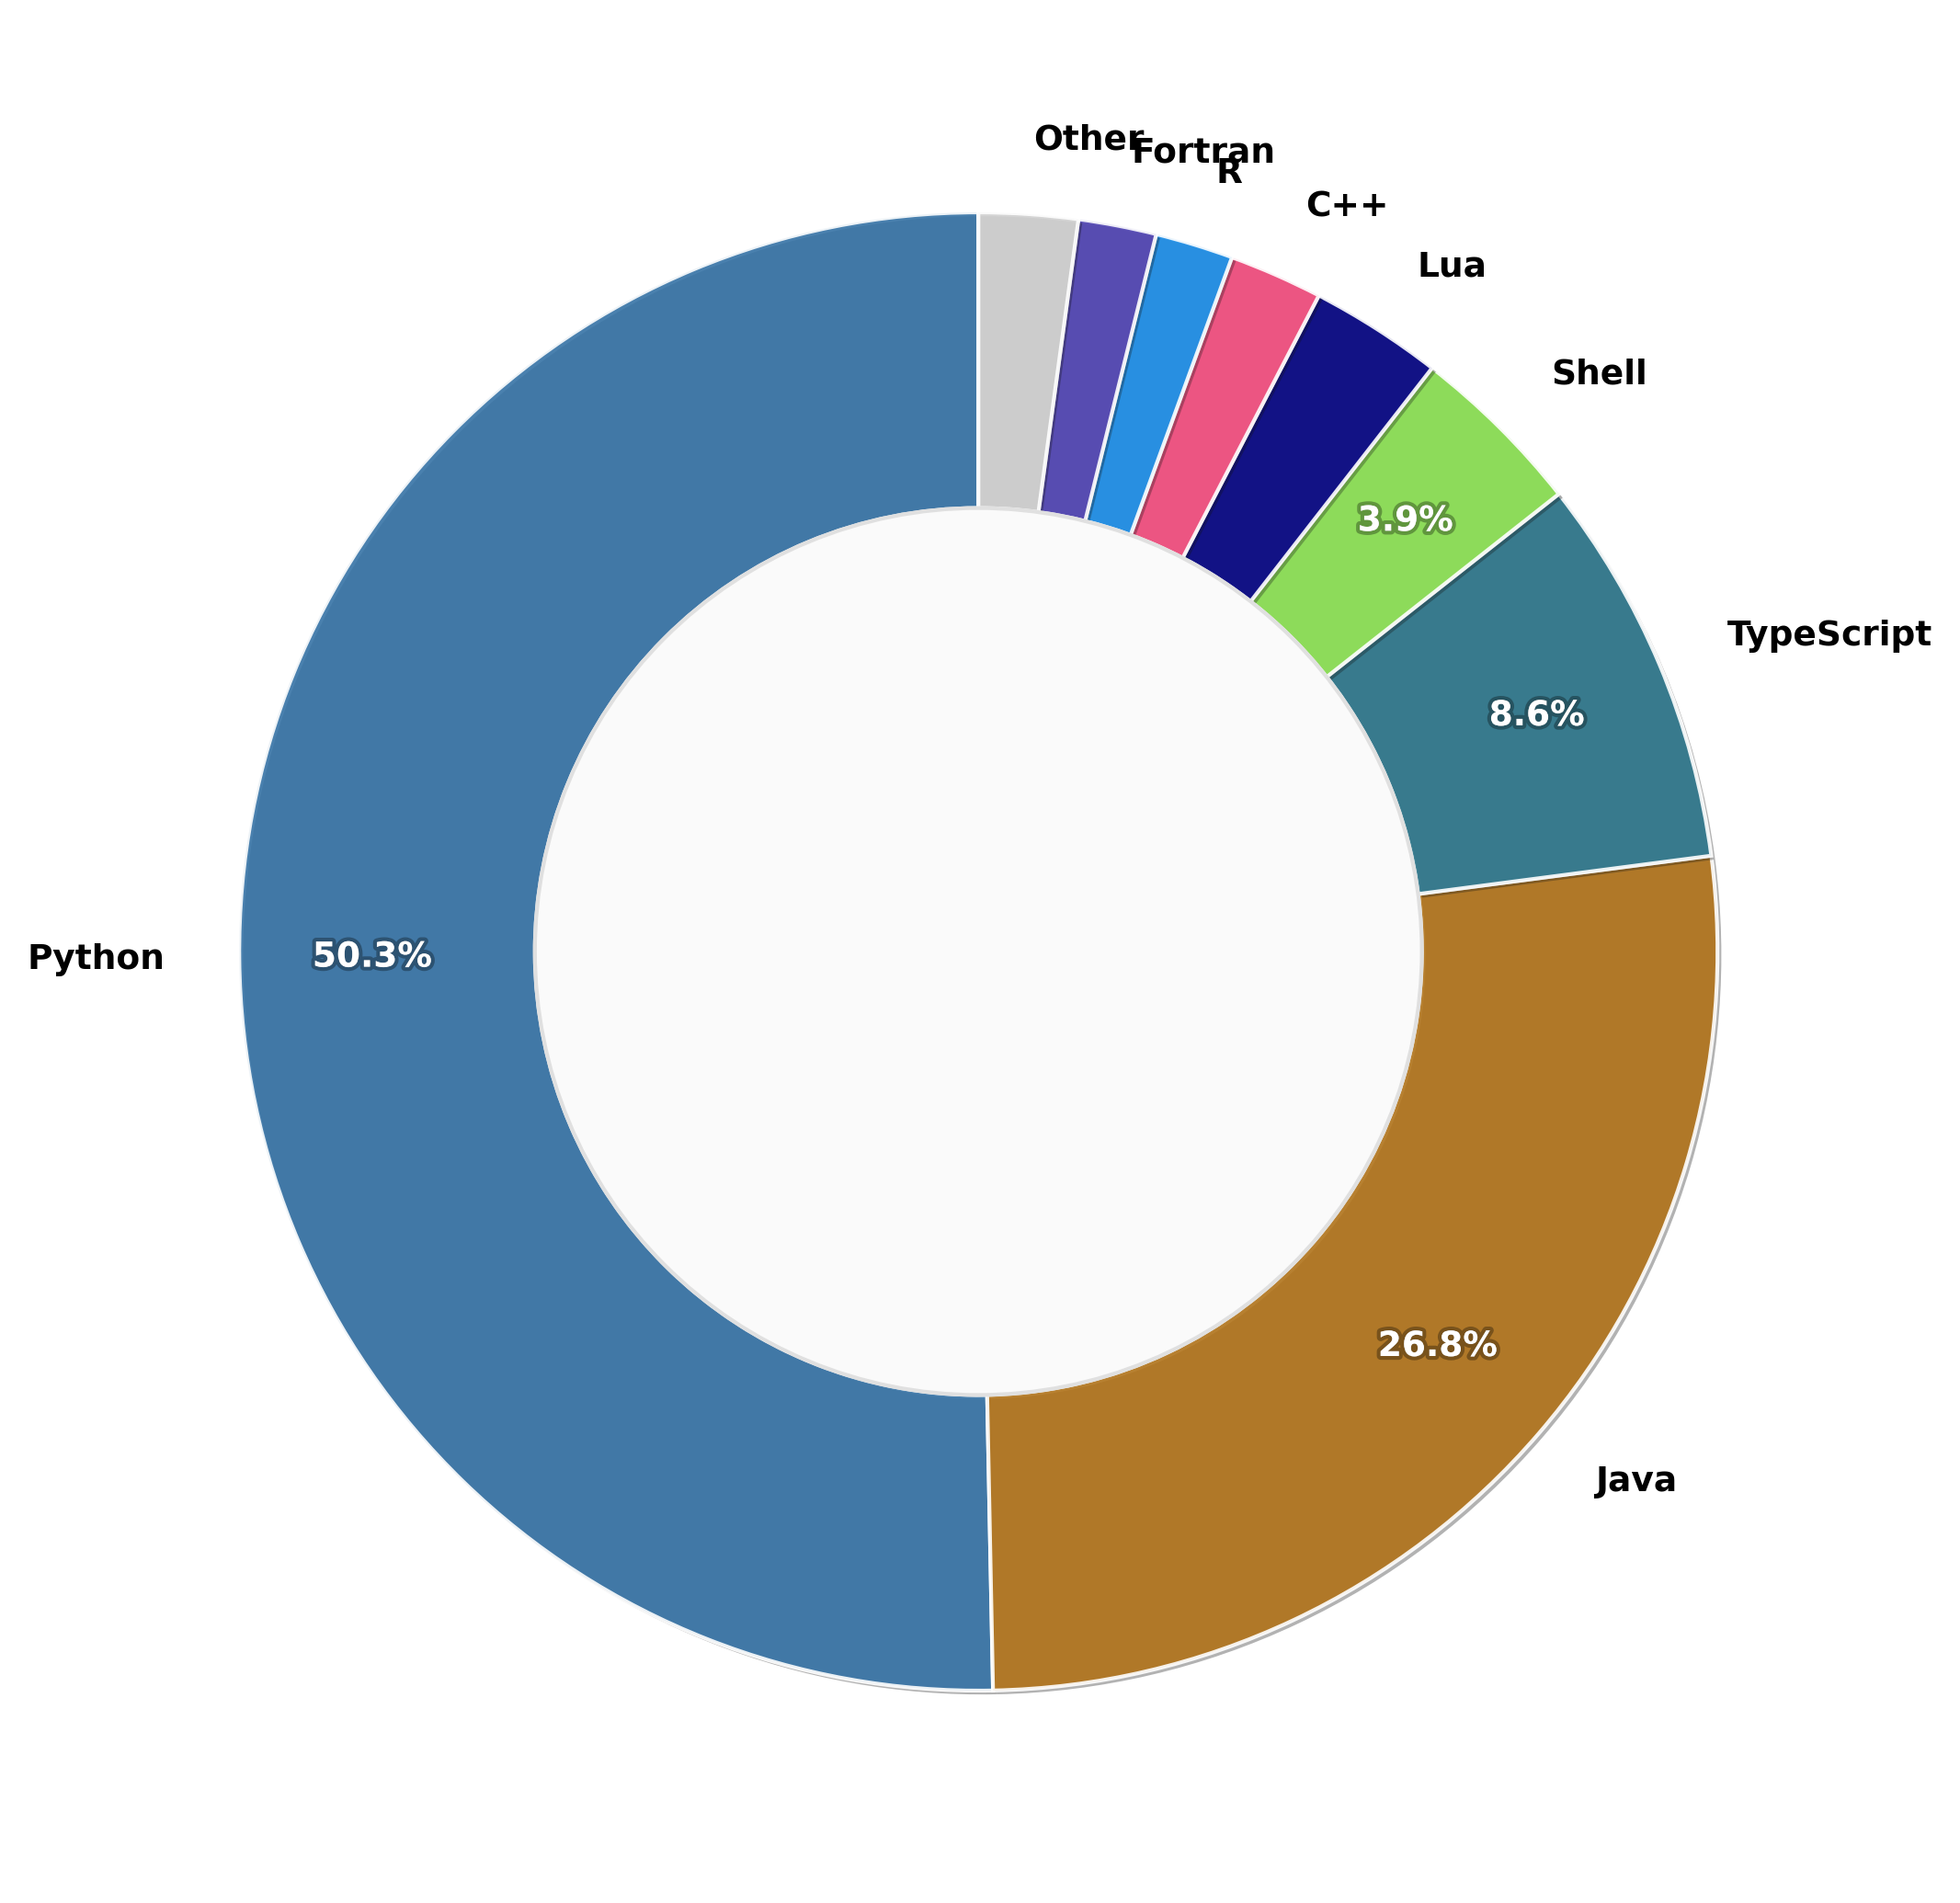 Other
Fortran
R
C++
Lua
Shell
3.9%
TypeScript
8.6%
Python
50.3%
26.8%
Java